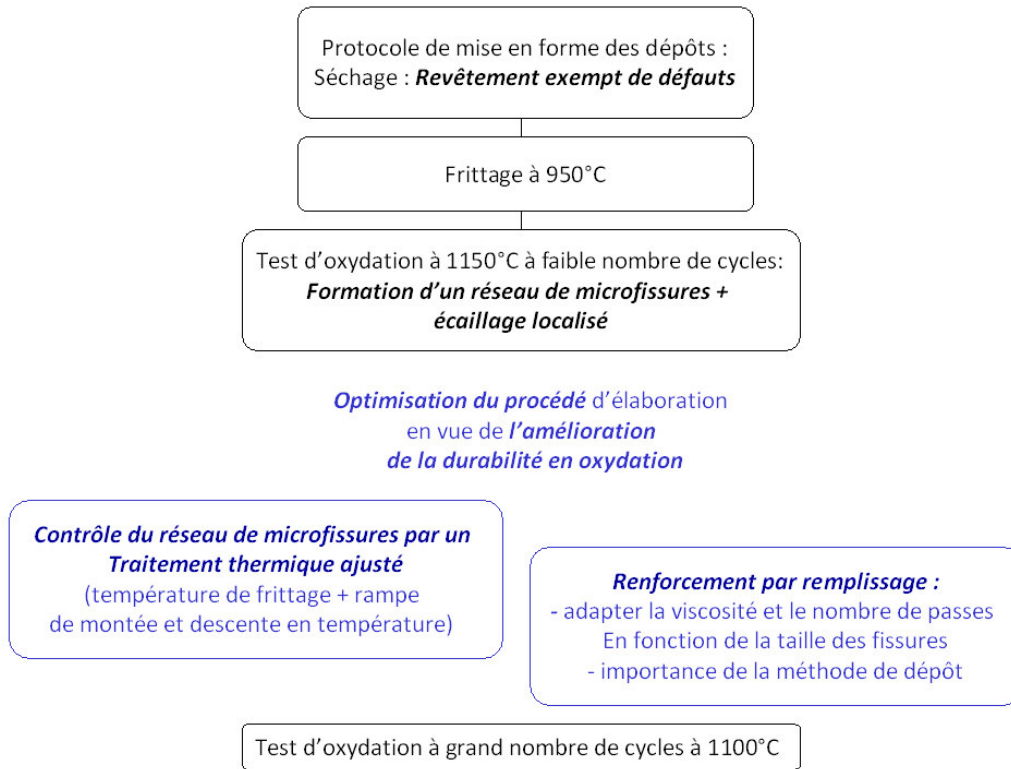 Protocole de mise en forme des dépôts :
Séchage : Revêtement exempt de défauts
Frittage à 950°C
Test d'oxydation à 1150°C à faible nombre de cycles:
Formation d'un réseau de microfissures +
écaillage localisé
Optimisation du procédé d'élaboration
en vue de l'amélioration
de la durabilité en oxydation
Contrôle du réseau de microfissures par un
Traitement thermique ajusté
(température de frittage + rampe
de montée et descente en température)
Renforcement par remplissage :
- adapter la viscosité et le nombre de passes
En fonction de la taille des fissures
- importance de la méthode de dépôt
Test d'oxydation à grand nombre de cycles à 1100°C